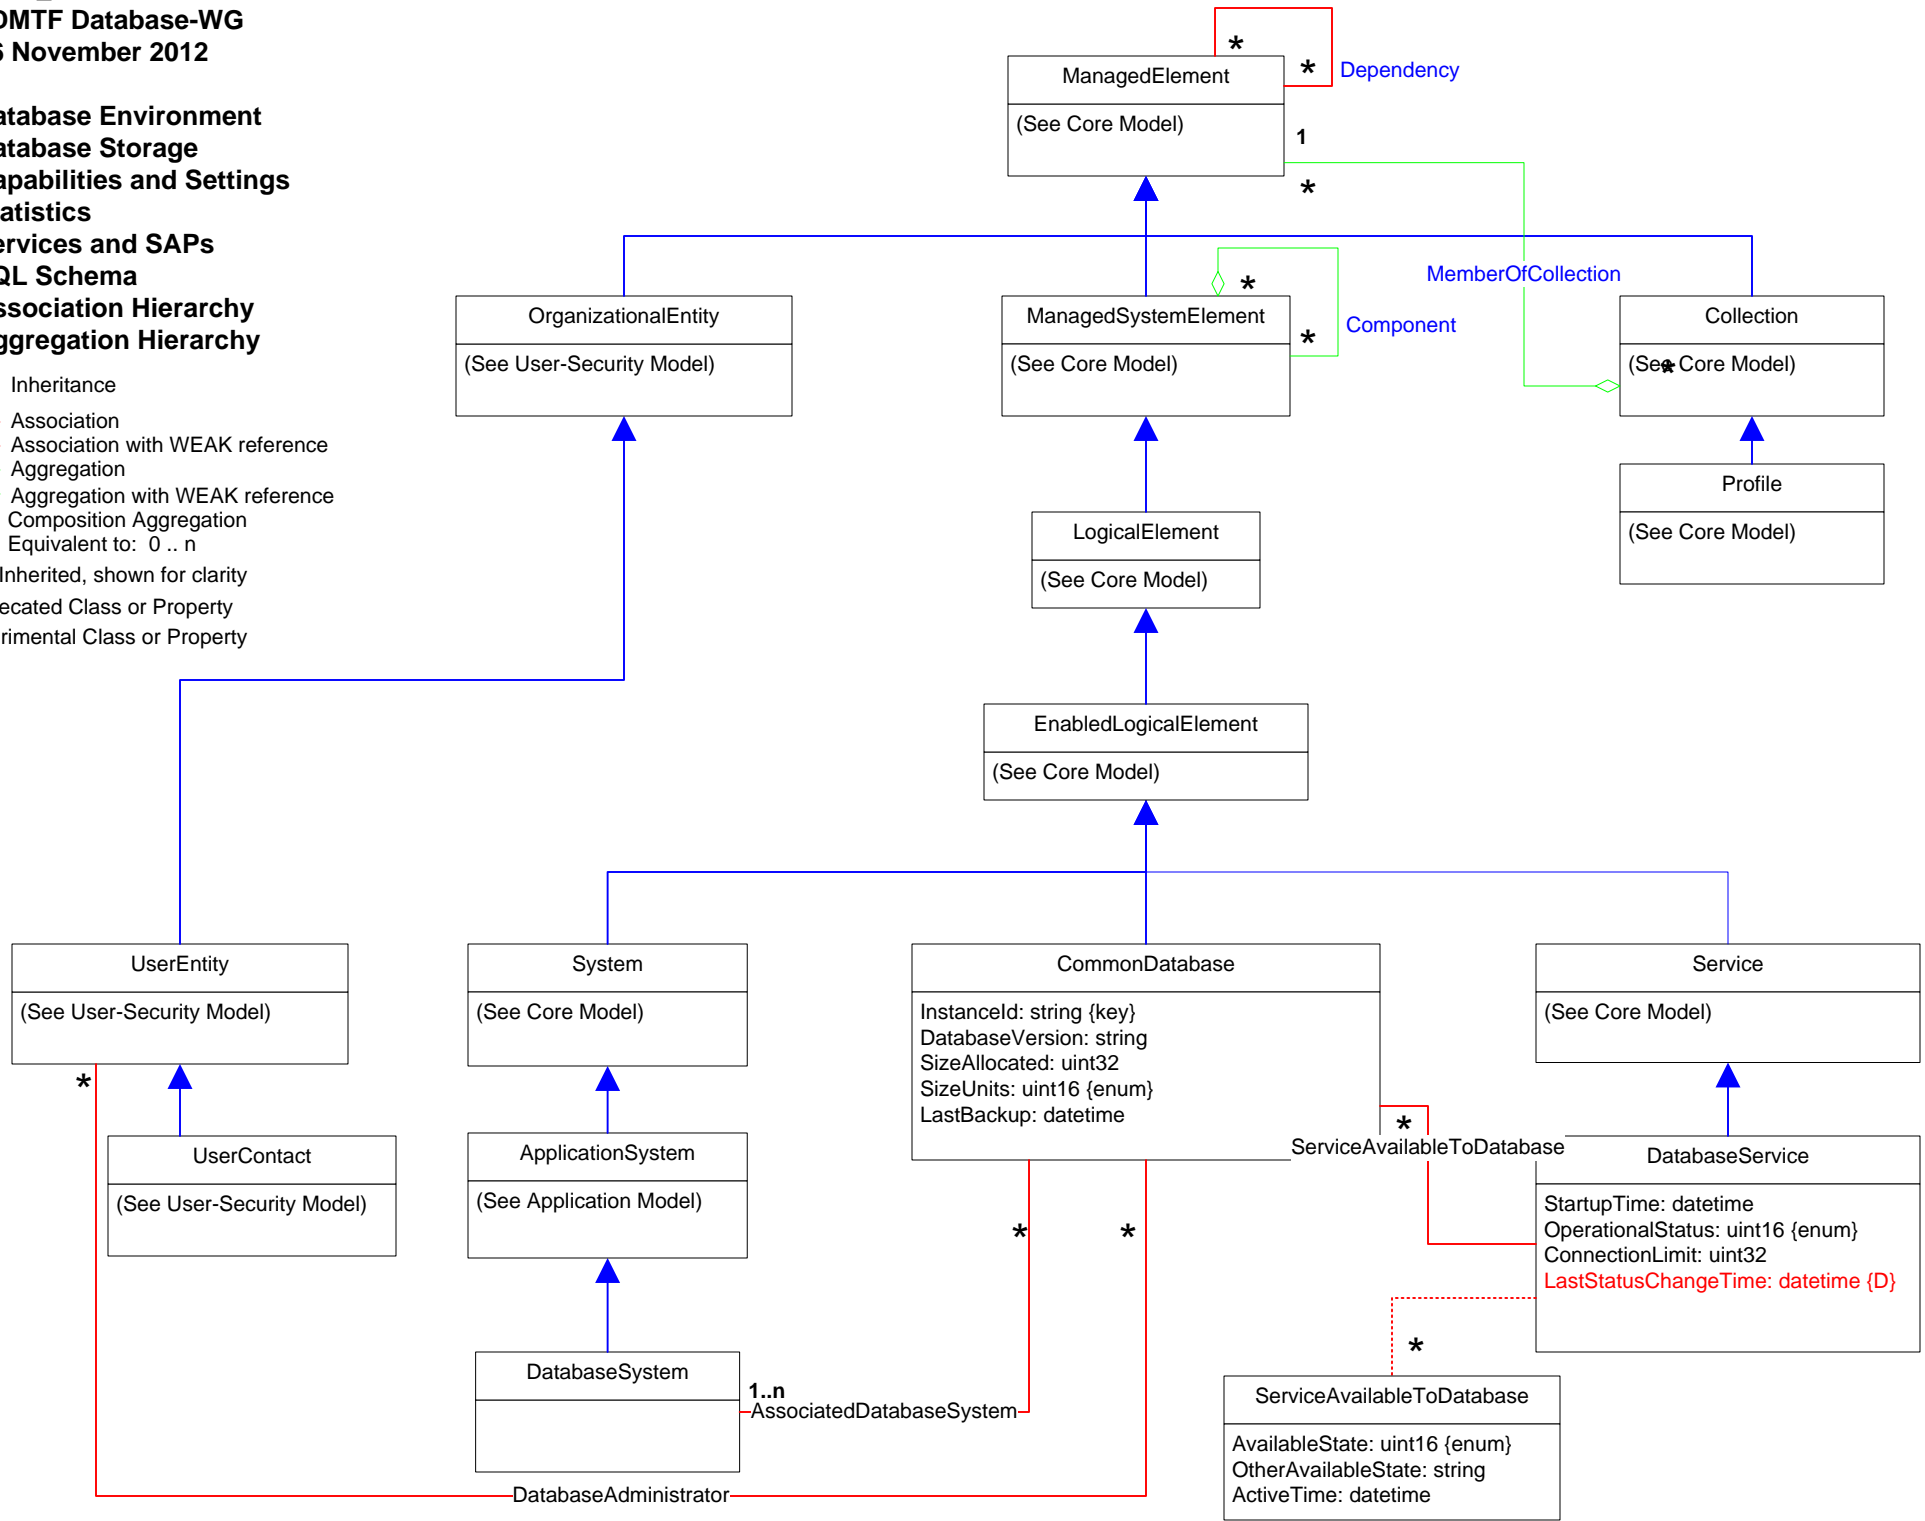 DMTF Database-WG
6 November 2012
atabase Environment
atabase Storage
apabilities and Settings
atistics
ervices and SAPs
QL Schema
ssociation Hierarchy
ggregation Hierarchy
Inheritance
Association
Association with WEAK reference
Aggregation
Aggregation with WEAK reference
Composition Aggregation
Equivalent to: 0 .. n
Inherited, shown for clarity
ecated Class or Property
rimental Class or Property
*
ManagedElement
*
Dependency
(See Core Model)
1
*
MemberOfCollection
OrganizationalEntity
(See User-Security Model)
*
ManagedSystemElement
*
Component
(See Core Model)
Collection
(See Core Model)
*
Profile
(See Core Model)
LogicalElement
(See Core Model)
EnabledLogicalElement
(See Core Model)
UserEntity
(See User-Security Model)
*
UserContact
(See User-Security Model)
System
(See Core Model)
ApplicationSystem
(See Application Model)
DatabaseSystem
1..n
AssociatedDatabaseSystem
DatabaseAdministrator
CommonDatabase
InstanceId: string {key}
DatabaseVersion: string
SizeAllocated: uint32
SizeUnits: uint16 {enum}
LastBackup: datetime
*
*
*
ServiceAvailableToDatabase
Service
(See Core Model)
DatabaseService
StartupTime: datetime
OperationalStatus: uint16 {enum}
ConnectionLimit: uint32
LastStatusChangeTime: datetime {D}
*
ServiceAvailableToDatabase
AvailableState: uint16 {enum}
OtherAvailableState: string
ActiveTime: datetime